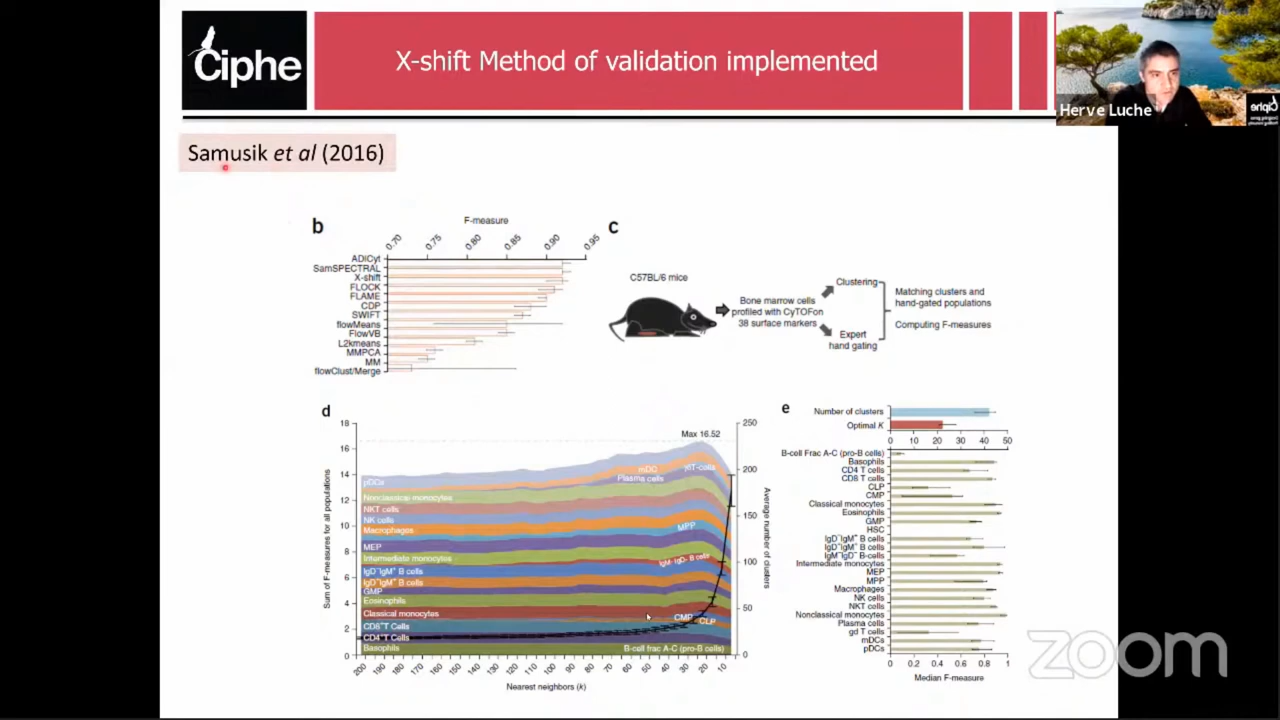 Ciphe
X-shift Method of validation implemented
Herve Luche
Samusik et al (2016)
b
F-measure
0.70
0.75
0.80
0.85
0.90
0.95
ADICyt
SamSPECTRAL
X-shift
FLOCK
FLAME
CDP
SWIFT
flowMeans
FlowVB
L2kmeans
MMPCA
MM
flowClust/Merge
c
C57BL/6 mice
Bone marrow cells
profiled with CyTOFon
38 surface markers
Clustering
Expert
hand gating
Matching clusters and
hand-gated populations
Computing F-measures
d
Sum of F-measures for all populations
18
16
14
12
10
8
6
4
2
0
Max 16.52
pDCs
mDC
γδT-cells
Plasma cells
Nonclassical monocytes
NKT cells
NK cells
Macrophages
MPP
MEP
Intermediate monocytes
IgM- IgD- B-cells
IgD⁻IgM⁺ B cells
IgD⁺IgM⁺ B cells
GMP
Eosinophils
Classical monocytes
CMP
CLP
CD8⁺T Cells
CD4⁺T Cells
Basophils
B-cell frac A-C (pro-B cells)
250
200
150
100
50
0
Average number of clusters
200 190 180 170 160 150 140 130 120 110 100 90 80 70 60 50 40 30 20 10
Nearest neighbors (k)
e
Number of clusters
Optimal K
0 10 20 30 40 50
B-cell Frac A-C (pro-B cells)
Basophils
CD4 T cells
CD8 T cells
CLP
CMP
Classical monocytes
Eosinophils
GMP
HSC
IgD⁻IgM⁺ B cells
IgD⁺IgM⁺ B cells
IgM⁻IgD⁻ B-cells
Intermediate monocytes
MEP
MPP
Macrophages
NK cells
NKT cells
Nonclassical monocytes
Plasma cells
gd T cells
mDCs
pDCs
0 0.2 0.4 0.6 0.8 1
Median F-measure
zoom